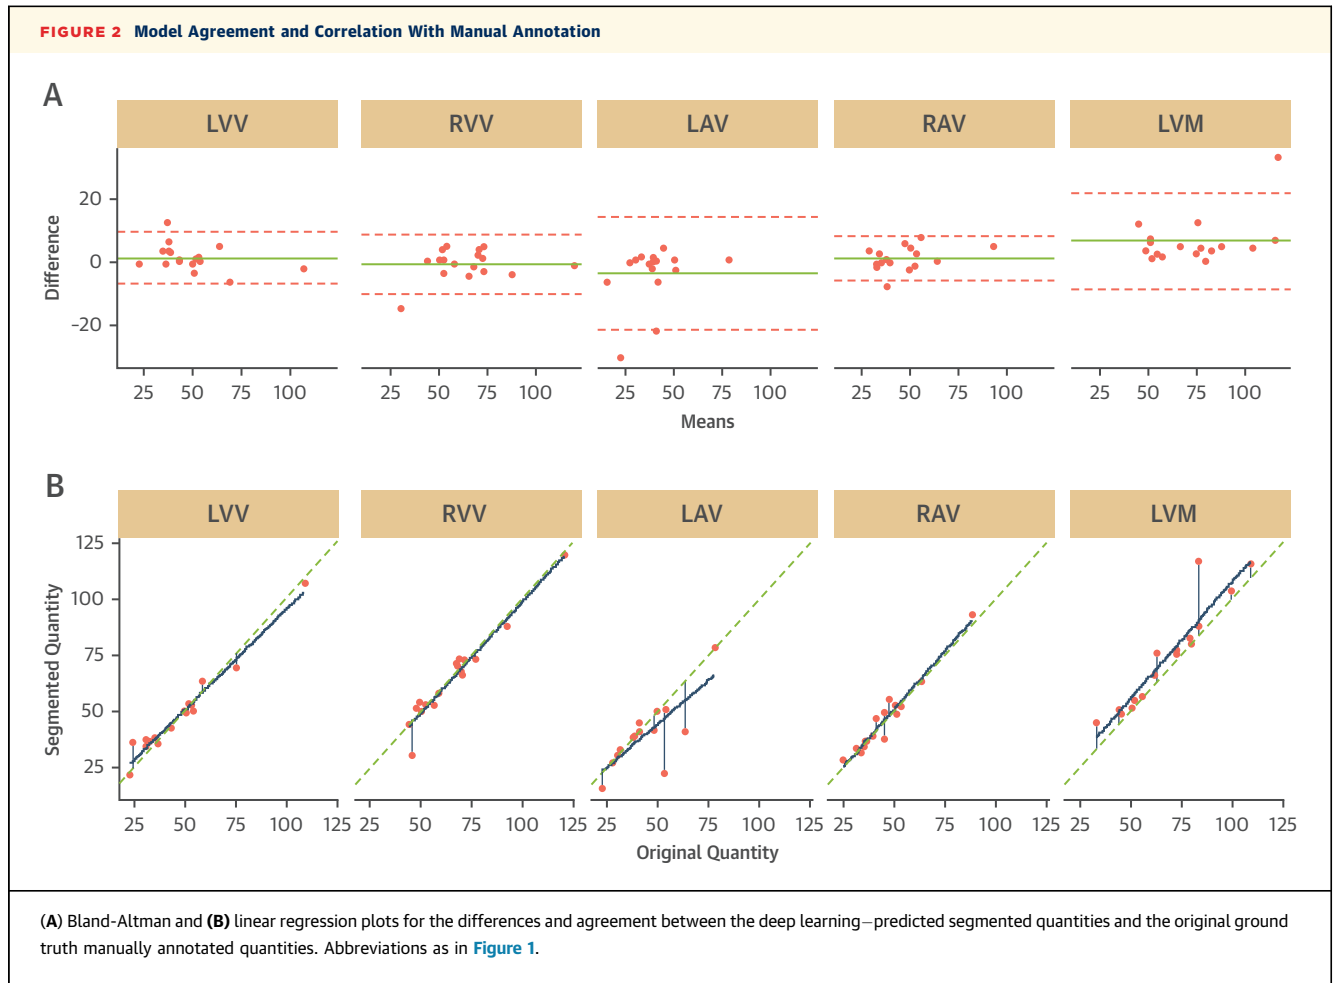 FIGURE 2 Model Agreement and Correlation With Manual Annotation
A
LVV RVV LAV RAV LVM
20
0
-20
Difference
25 50 75 100 25 50 75 100 25 50 75 100 25 50 75 100 25 50 75 100
Means
B
LVV RVV LAV RAV LVM
125
100
75
50
25
Segmented Quantity
25 50 75 100 125 25 50 75 100 125 25 50 75 100 125 25 50 75 100 125 25 50 75 100 125
Original Quantity
(A) Bland-Altman and (B) linear regression plots for the differences and agreement between the deep learning–predicted segmented quantities and the original ground
truth manually annotated quantities. Abbreviations as in Figure 1.